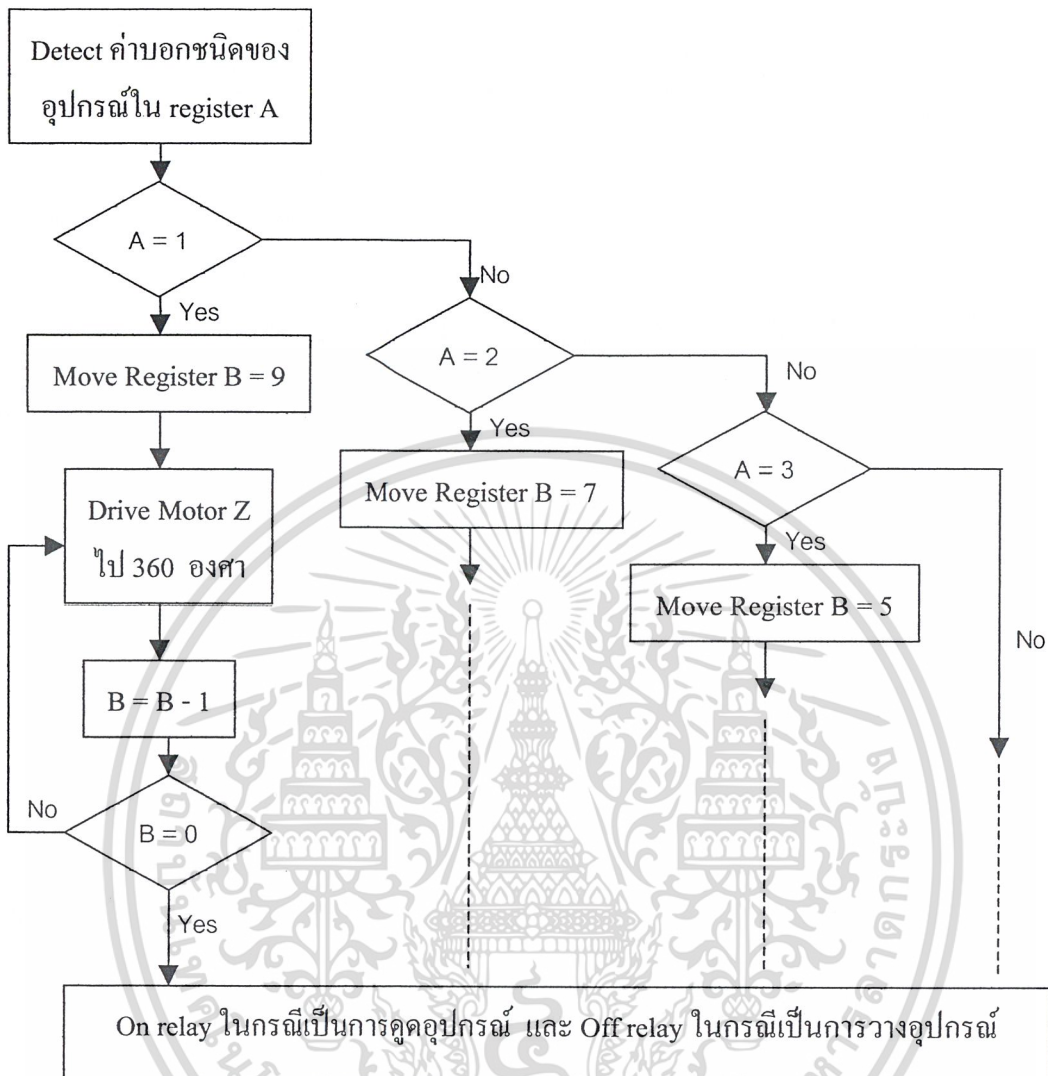 Detect ค่าบอกชนิดของ
อุปกรณ์ใน register A
A = 1
No
Yes
Move Register B = 9
A = 2
No
Yes
Drive Motor Z
ไป 360 องศา
Move Register B = 7
A = 3
Yes
Move Register B = 5
No
B = B - 1
No
B = 0
Yes
On relay ในกรณีเป็นการดูดอุปกรณ์ และ Off relay ในกรณีเป็นการวางอุปกรณ์